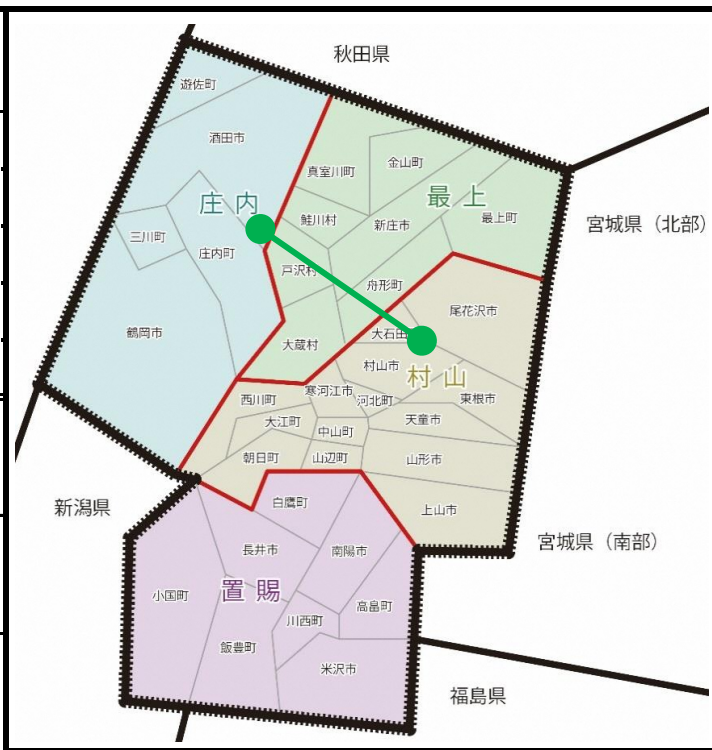 秋田県
遊佐町
酒田市
金山町
真室川町
最上
庄内
鮭川村
新庄市
最上町
宮城県（北部）
三川町
庄内町
戸沢村
舟形町
尾花沢市
鶴岡市
大石田
大蔵村
村山市
村山
寒河江市
西川町
河北町
東根市
大江町
天童市
中山町
朝日町
山辺町
山形市
白鷹町
新潟県
上山市
宮城県（南部）
長井市
南陽市
小国町
置賜
高畠町
川西町
飯豊町
米沢市
福島県